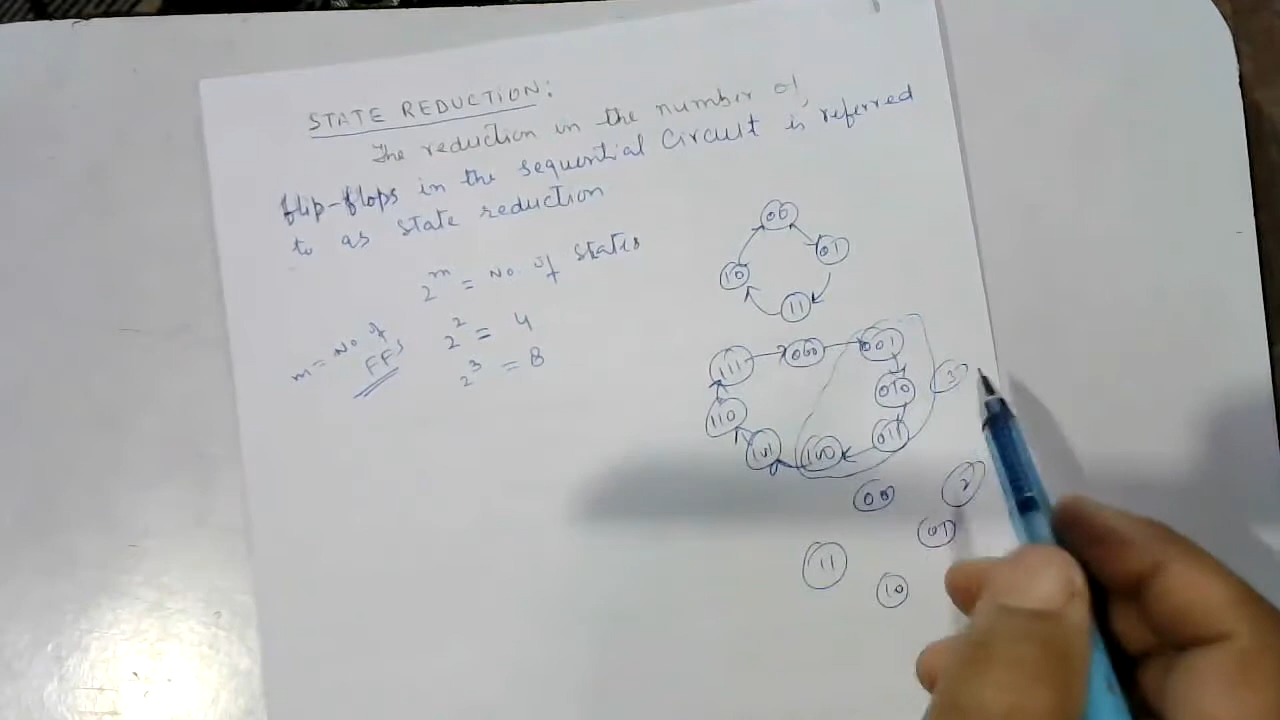 STATE REDUCTION:
The reduction in the number of
flip-flops in the sequential Circuit is referred
to as state reduction
2^m = No of states
m = No of FFs
2^2 = 4
2^3 = 8
00
01
10
11
111
000
001
110
010
3
101
100
011
00
2
01
11
10